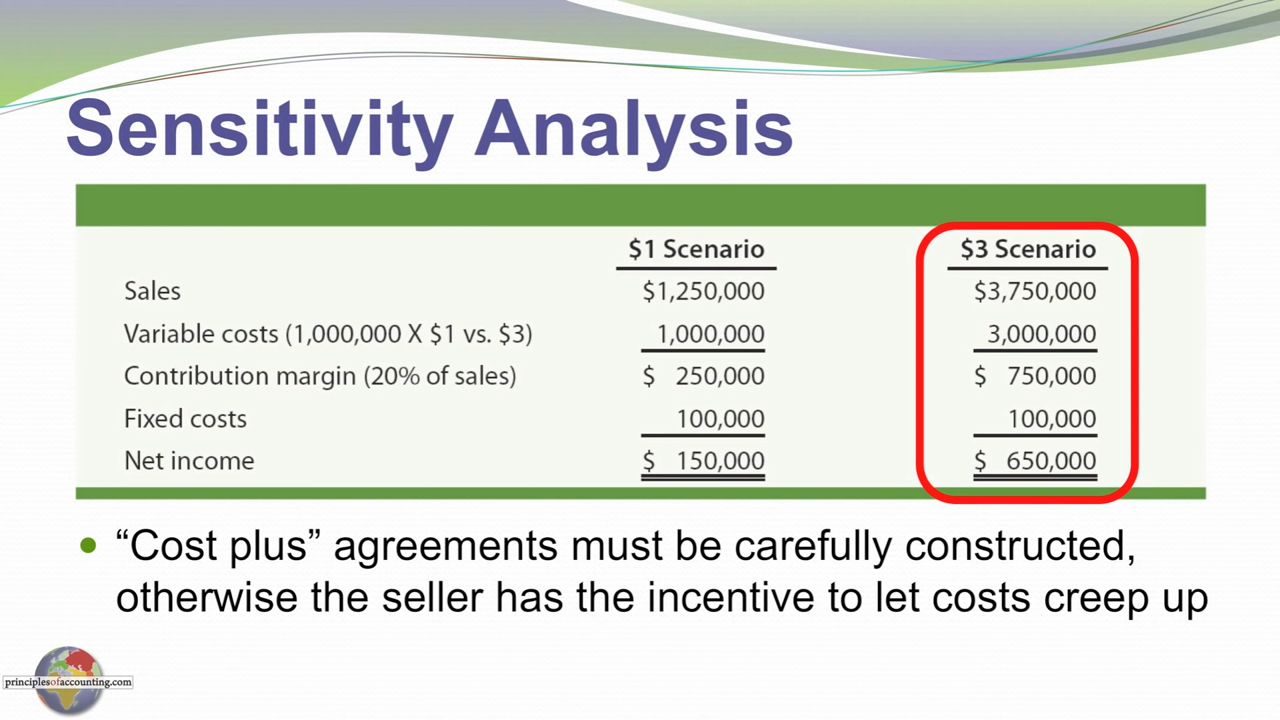 Sensitivity Analysis
$1 Scenario $3 Scenario
Sales $1,250,000 $3,750,000
Variable costs (1,000,000 X $1 vs. $3) 1,000,000 3,000,000
Contribution margin (20% of sales) $ 250,000 $ 750,000
Fixed costs 100,000 100,000
Net income $ 150,000 $ 650,000
• “Cost plus” agreements must be carefully constructed,
otherwise the seller has the incentive to let costs creep up
principlesofaccounting.com